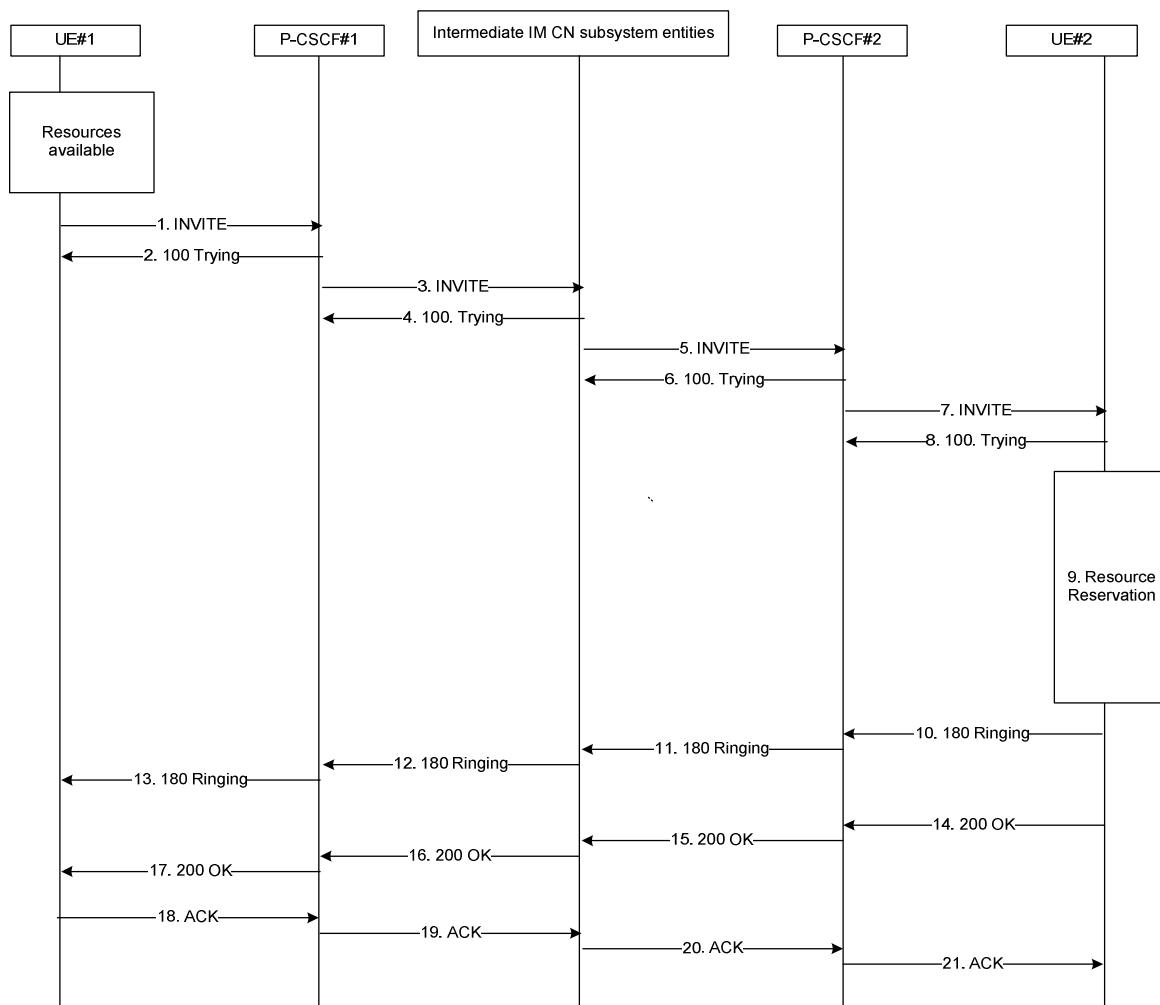 UE#1
P-CSCF#1
Intermediate IM CN subsystem entities
P-CSCF#2
UE#2
Resources
available
1. INVITE
2. 100 Trying
3. INVITE
4. 100. Trying
5. INVITE
6. 100. Trying
7. INVITE
8. 100. Trying
9. Resource
Reservation
10. 180 Ringing
11. 180 Ringing
12. 180 Ringing
13. 180 Ringing
14. 200 OK
15. 200 OK
16. 200 OK
17. 200 OK
18. ACK
19. ACK
20. ACK
21. ACK